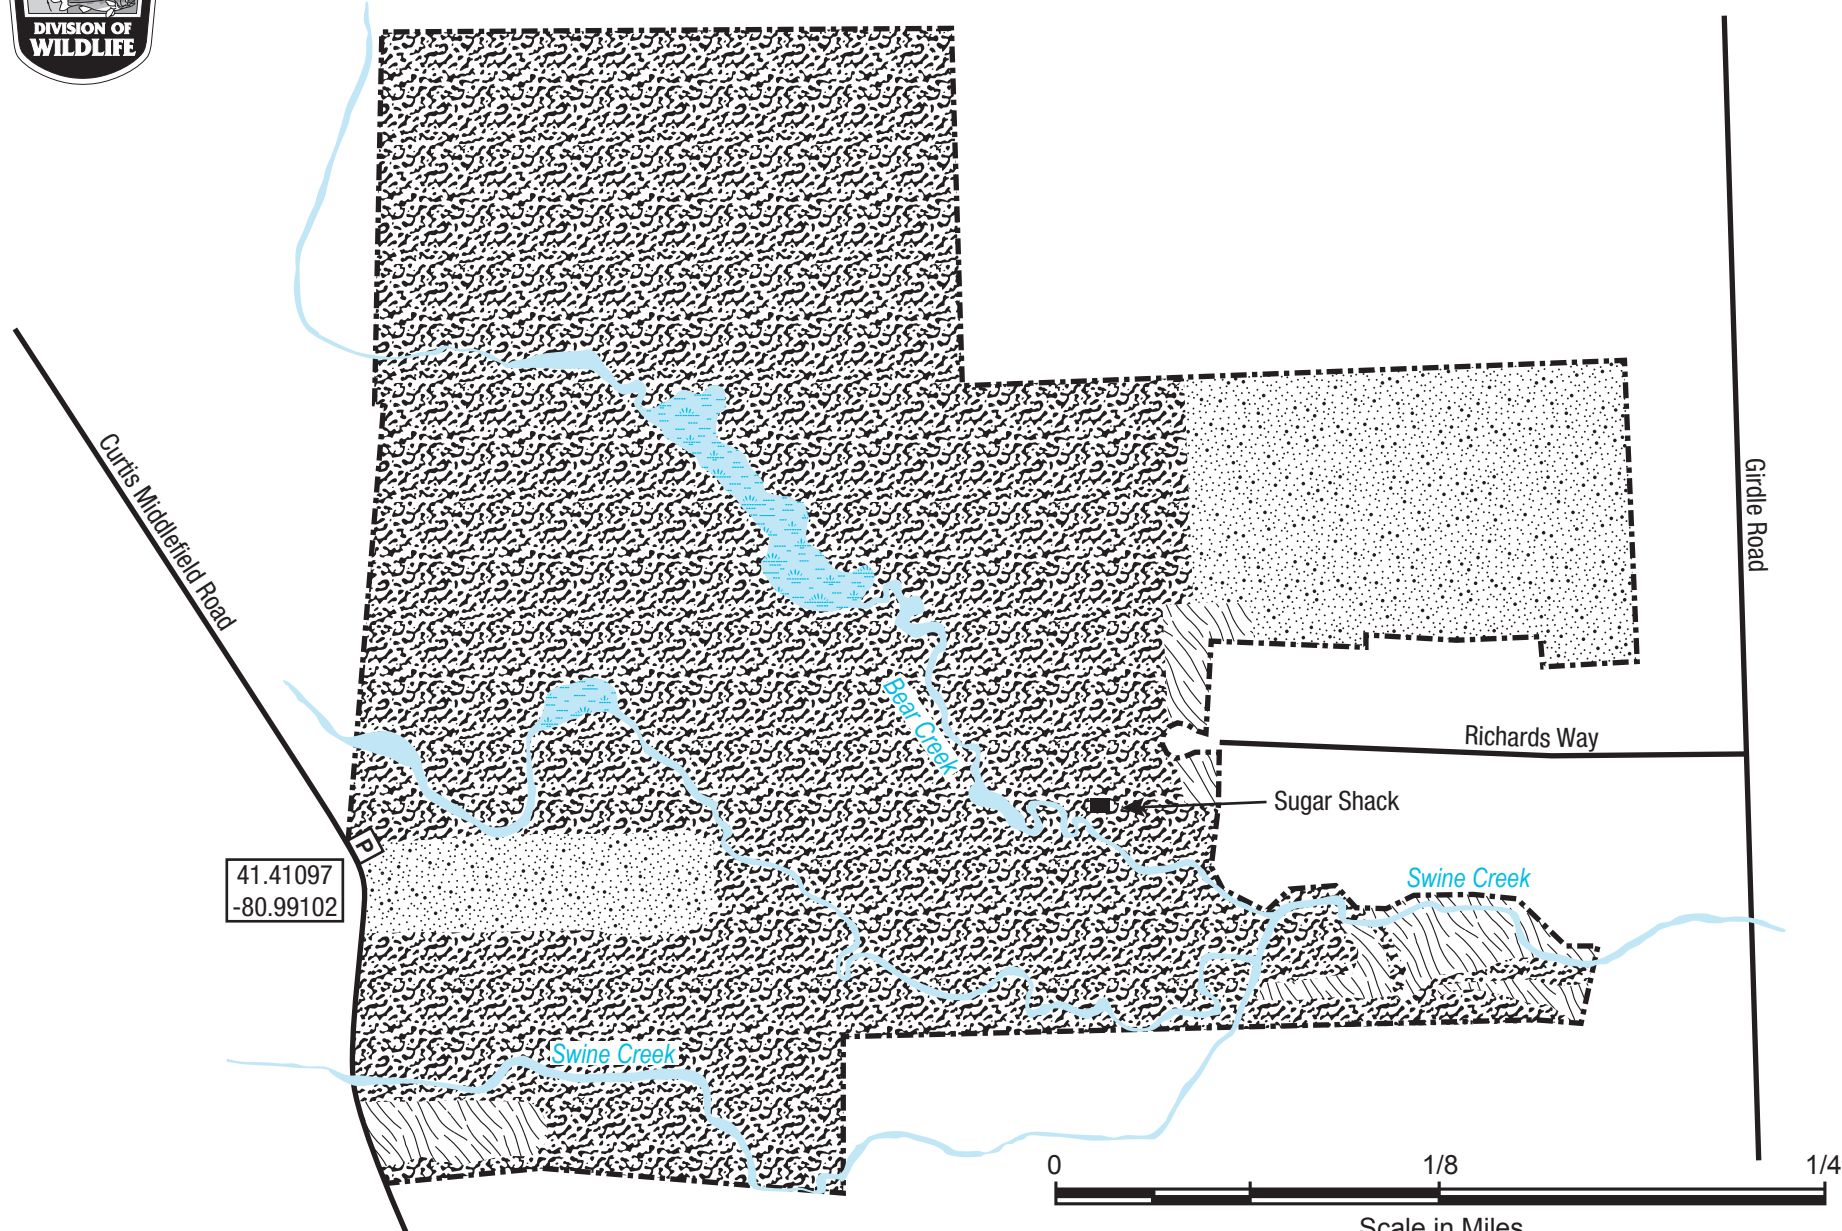 DIVISION OF
WILDLIFE
Curtis Middlefield Road
Girdle Road
Bear Creek
Richards Way
Sugar Shack
P
41.41097
-80.99102
Swine Creek
Swine Creek
0 1/8 1/4
Scale in Miles